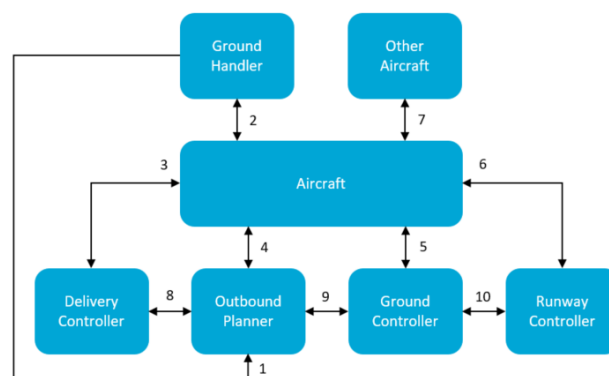 Ground
Handler
Other
Aircraft
2
7
3
6
Aircraft
4
5
Delivery
Controller
8
Outbound
Planner
9
Ground
Controller
10
Runway
Controller
1